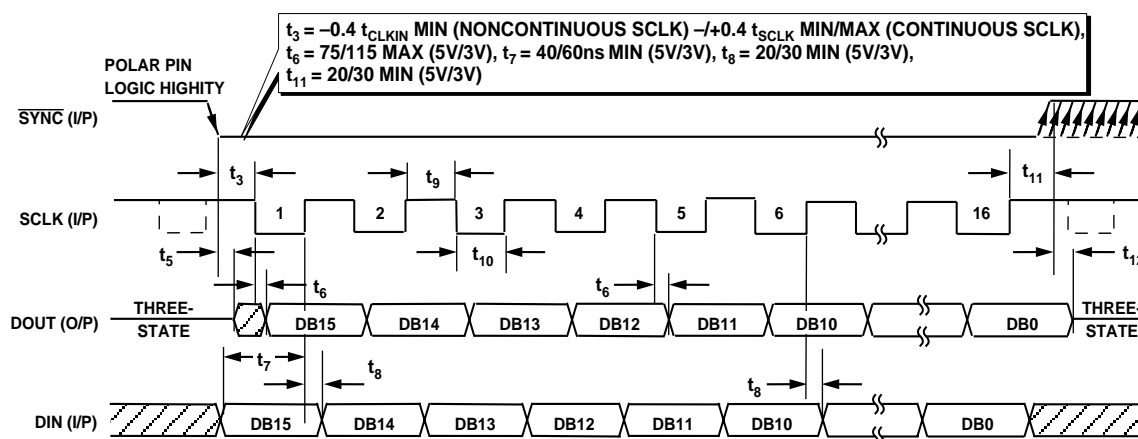 t3 = –0.4 tCLKIN MIN (NONCONTINUOUS SCLK) –/+0.4 tSCLK MIN/MAX (CONTINUOUS SCLK),
t6 = 75/115 MAX (5V/3V), t7 = 40/60ns MIN (5V/3V), t8 = 20/30 MIN (5V/3V),
t11 = 20/30 MIN (5V/3V)
POLAR PIN
LOGIC HIGHITY
SYNC (I/P)
t3
t9
t11
SCLK (I/P)
1 2 3 4 5 6 16
t5
t10
t12
t6
t6
DOUT (O/P)
THREE-
STATE
DB15 DB14 DB13 DB12 DB11 DB10 DB0
THREE-
STATE
t7
t8
t8
DIN (I/P)
DB15 DB14 DB13 DB12 DB11 DB10 DB0